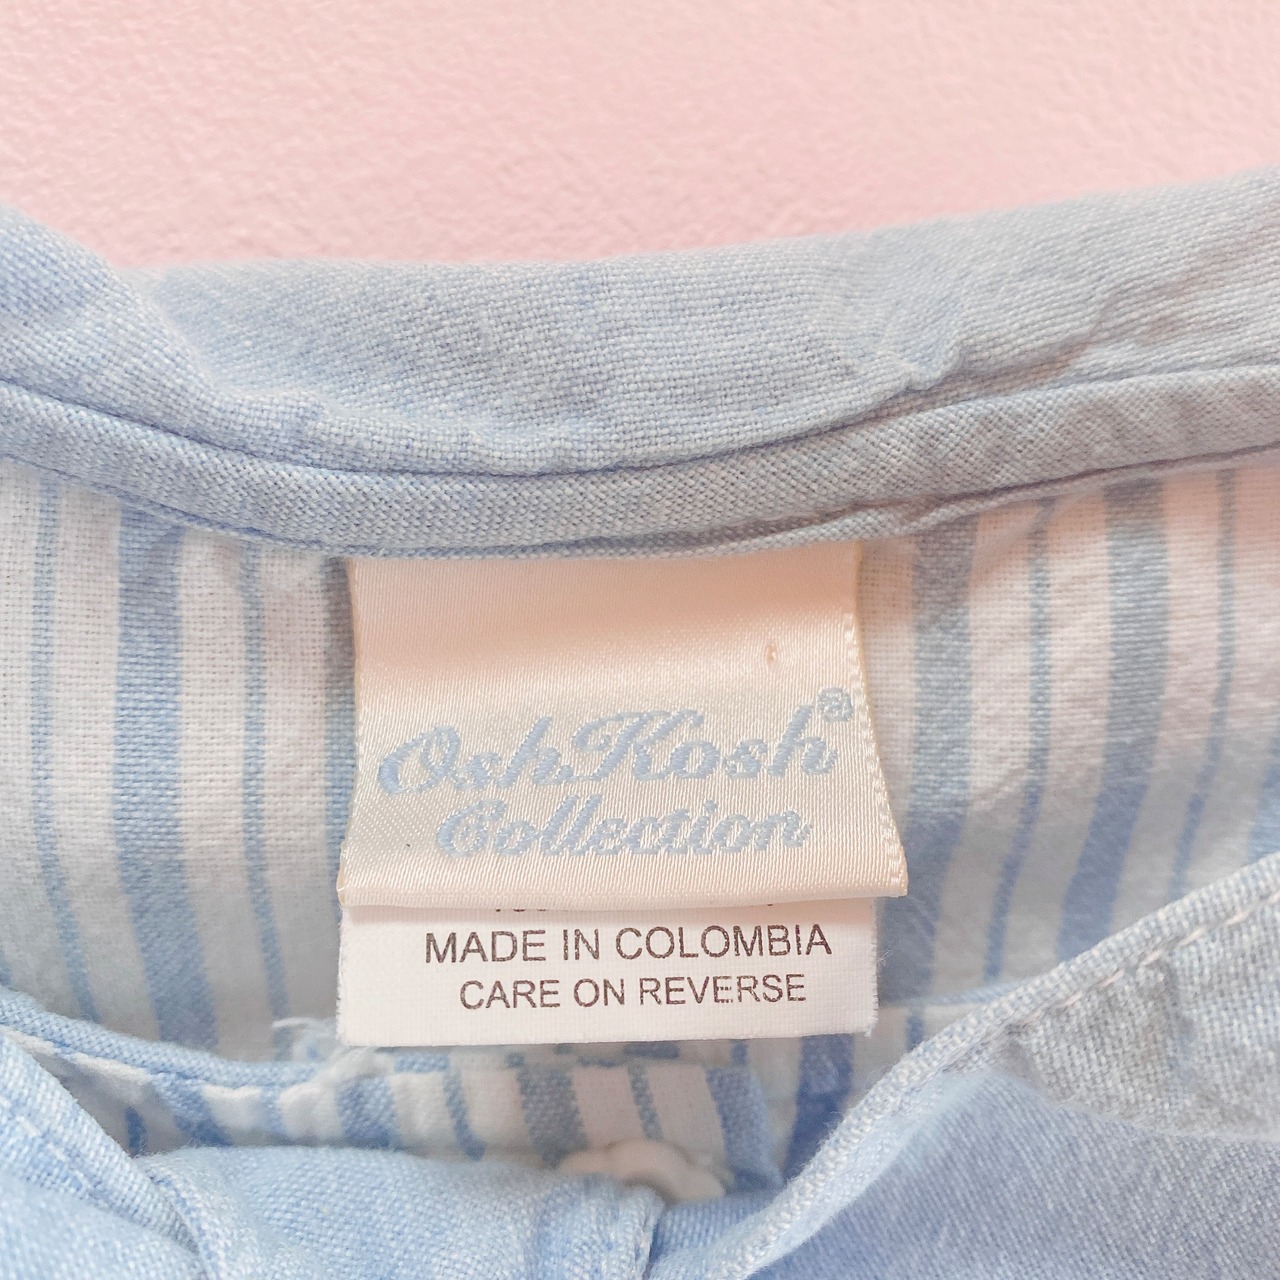 OshKosh®
Collection
MADE IN COLOMBIA
CARE ON REVERSE